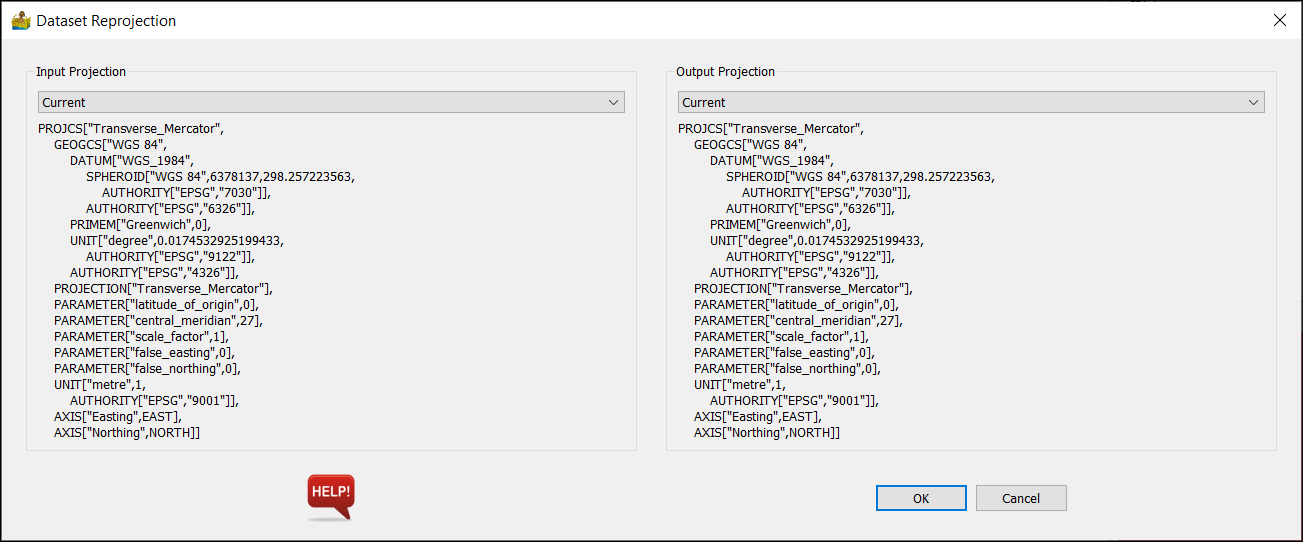 Dataset Reprojection
Input Projection
Current
PROJCS["Transverse_Mercator",
GEOGCS["WGS 84",
DATUM["WGS_1984",
SPHEROID["WGS 84",6378137,298.257223563,
AUTHORITY["EPSG","7030"]],
AUTHORITY["EPSG","6326"]],
PRIMEM["Greenwich",0],
UNIT["degree",0.0174532925199433,
AUTHORITY["EPSG","9122"]],
AUTHORITY["EPSG","4326"]],
PROJECTION["Transverse_Mercator"],
PARAMETER["latitude_of_origin",0],
PARAMETER["central_meridian",27],
PARAMETER["scale_factor",1],
PARAMETER["false_easting",0],
PARAMETER["false_northing",0],
UNIT["metre",1,
AUTHORITY["EPSG","9001"]],
AXIS["Easting",EAST],
AXIS["Northing",NORTH]]
Output Projection
Current
PROJCS["Transverse_Mercator",
GEOGCS["WGS 84",
DATUM["WGS_1984",
SPHEROID["WGS 84",6378137,298.257223563,
AUTHORITY["EPSG","7030"]],
AUTHORITY["EPSG","6326"]],
PRIMEM["Greenwich",0],
UNIT["degree",0.0174532925199433,
AUTHORITY["EPSG","9122"]],
AUTHORITY["EPSG","4326"]],
PROJECTION["Transverse_Mercator"],
PARAMETER["latitude_of_origin",0],
PARAMETER["central_meridian",27],
PARAMETER["scale_factor",1],
PARAMETER["false_easting",0],
PARAMETER["false_northing",0],
UNIT["metre",1,
AUTHORITY["EPSG","9001"]],
AXIS["Easting",EAST],
AXIS["Northing",NORTH]]
HELP!
OK
Cancel